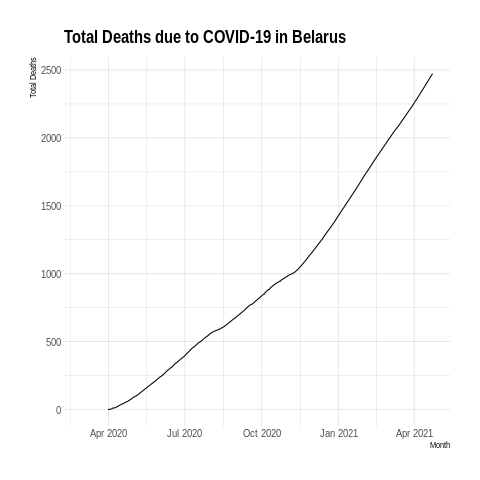 Total Deaths due to COVID-19 in Belarus
Total Deaths
2500
2000
1500
1000
500
0
Apr 2020 Jul 2020 Oct 2020 Jan 2021 Apr 2021
Month